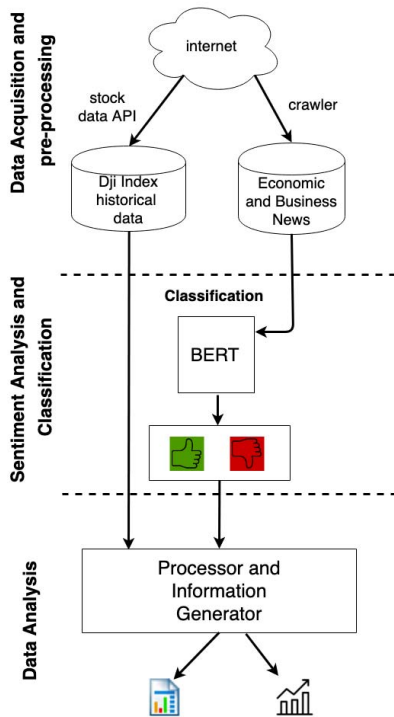 Data Acquisition and
pre-processing
internet
stock
data API
crawler
Dji Index
historical
data
Economic
and Business
News
Sentiment Analysis and
Classification
Classification
BERT
Data Analysis
Processor and
Information
Generator